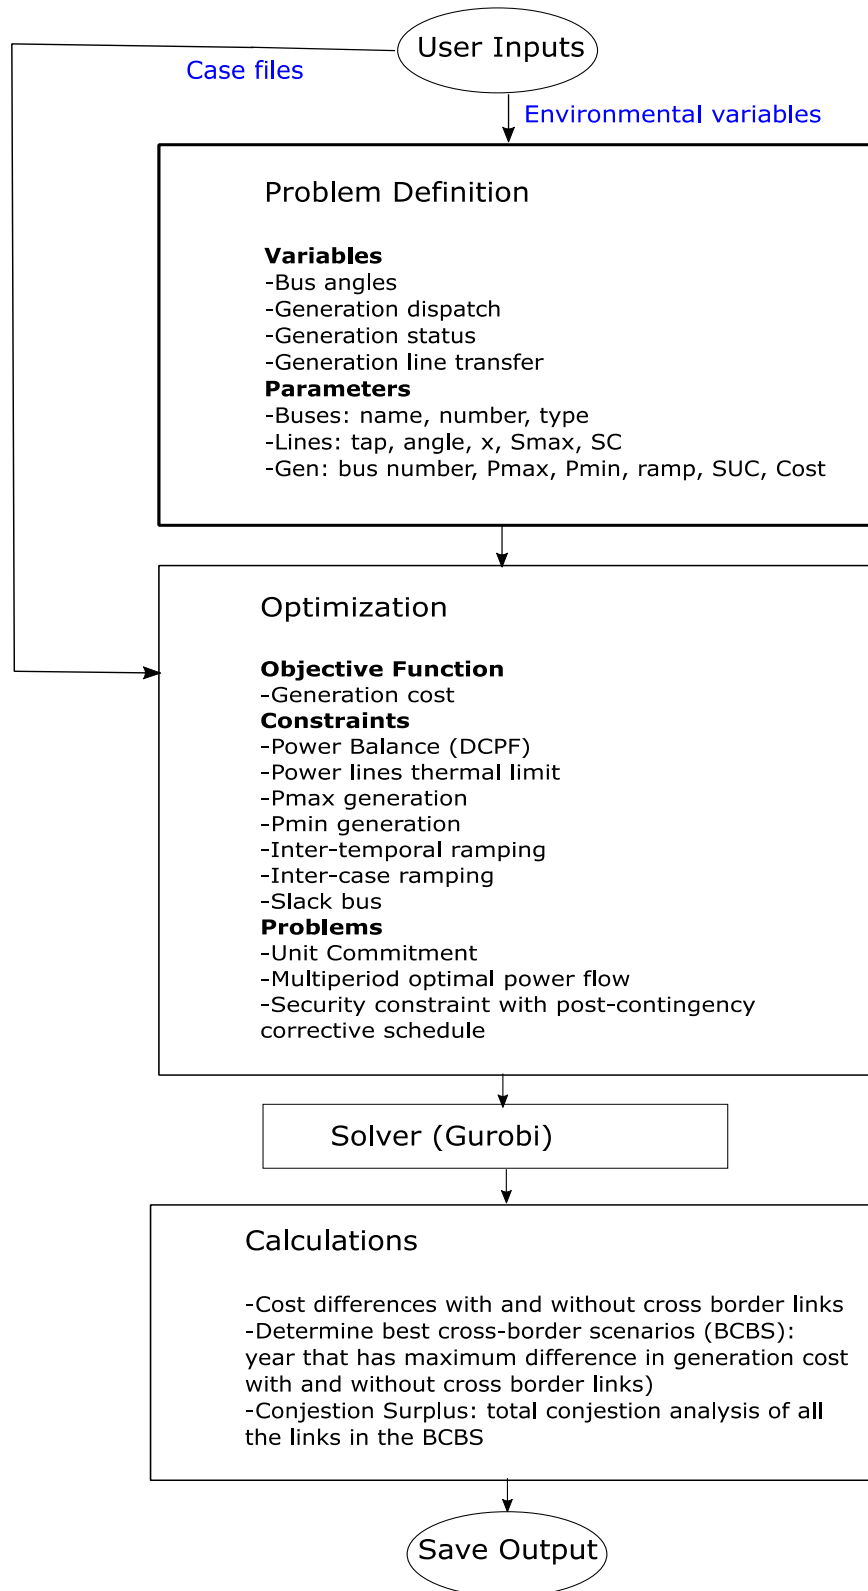 User Inputs
Case files
Environmental variables
Problem Definition
Variables
-Bus angles
-Generation dispatch
-Generation status
-Generation line transfer
Parameters
-Buses: name, number, type
-Lines: tap, angle, x, Smax, SC
-Gen: bus number, Pmax, Pmin, ramp, SUC, Cost
Optimization
Objective Function
-Generation cost
Constraints
-Power Balance (DCPF)
-Power lines thermal limit
-Pmax generation
-Pmin generation
-Inter-temporal ramping
-Inter-case ramping
-Slack bus
Problems
-Unit Commitment
-Multiperiod optimal power flow
-Security constraint with post-contingency
corrective schedule
Solver (Gurobi)
Calculations
-Cost differences with and without cross border links
-Determine best cross-border scenarios (BCBS):
year that has maximum difference in generation cost
with and without cross border links)
-Conjestion Surplus: total conjestion analysis of all
the links in the BCBS
Save Output